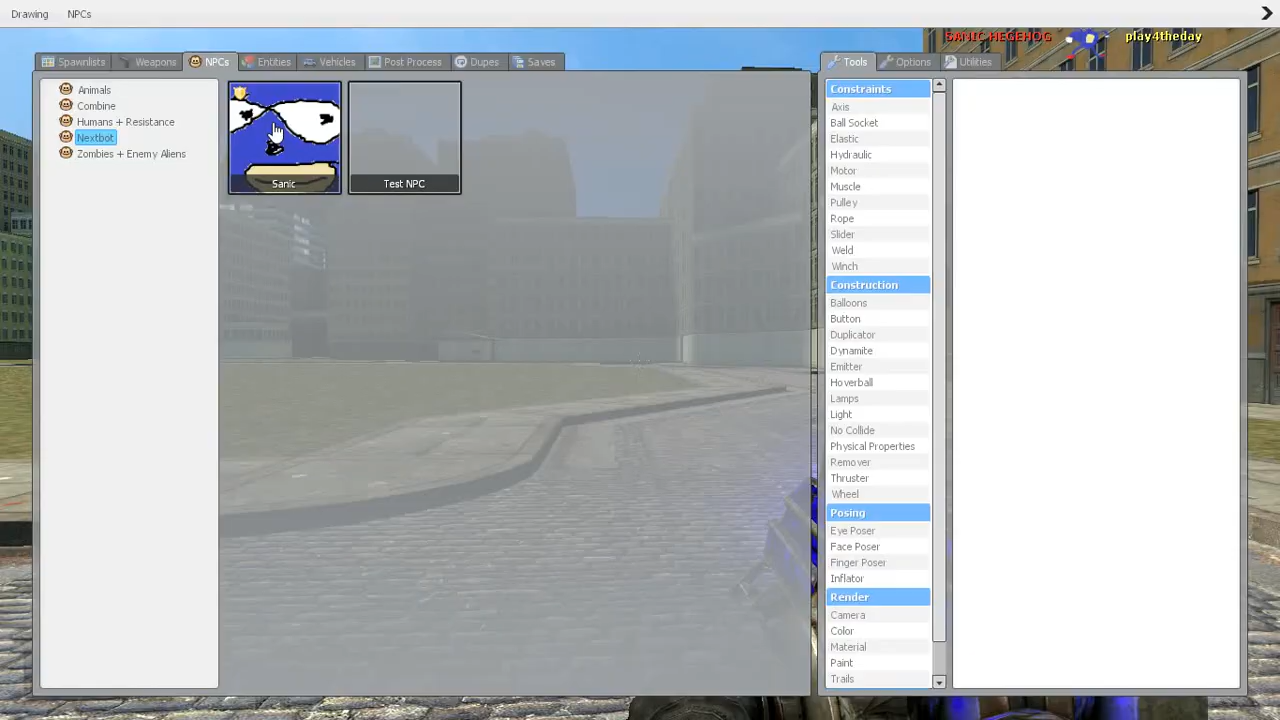 Drawing NPCs
SANIC HEGEHOG play4theday
Spawnlists Weapons NPCs Entities Vehicles Post Process Dupes Saves
Tools Options Utilities
Animals
Combine
Humans + Resistance
Nextbot
Zombies + Enemy Aliens
Sanic
Test NPC
Constraints
Axis
Ball Socket
Elastic
Hydraulic
Motor
Muscle
Pulley
Rope
Slider
Weld
Winch
Construction
Balloons
Button
Duplicator
Dynamite
Emitter
Hoverball
Lamps
Light
No Collide
Physical Properties
Remover
Thruster
Wheel
Posing
Eye Poser
Face Poser
Finger Poser
Inflator
Render
Camera
Color
Material
Paint
Trails